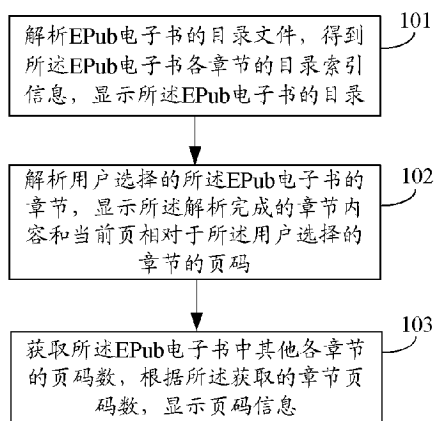 解析EPub电子书的目录文件，得到
所述EPub电子书各章节的目录索引
信息，显示所述EPub电子书的目录
101
解析用户选择的所述EPub电子书的
章节，显示所述解析完成的章节内
容和当前页相对于所述用户选择的
章节的页码
102
获取所述EPub电子书中其他各章节
的页码数，根据所述获取的章节页
码数，显示页码信息
103